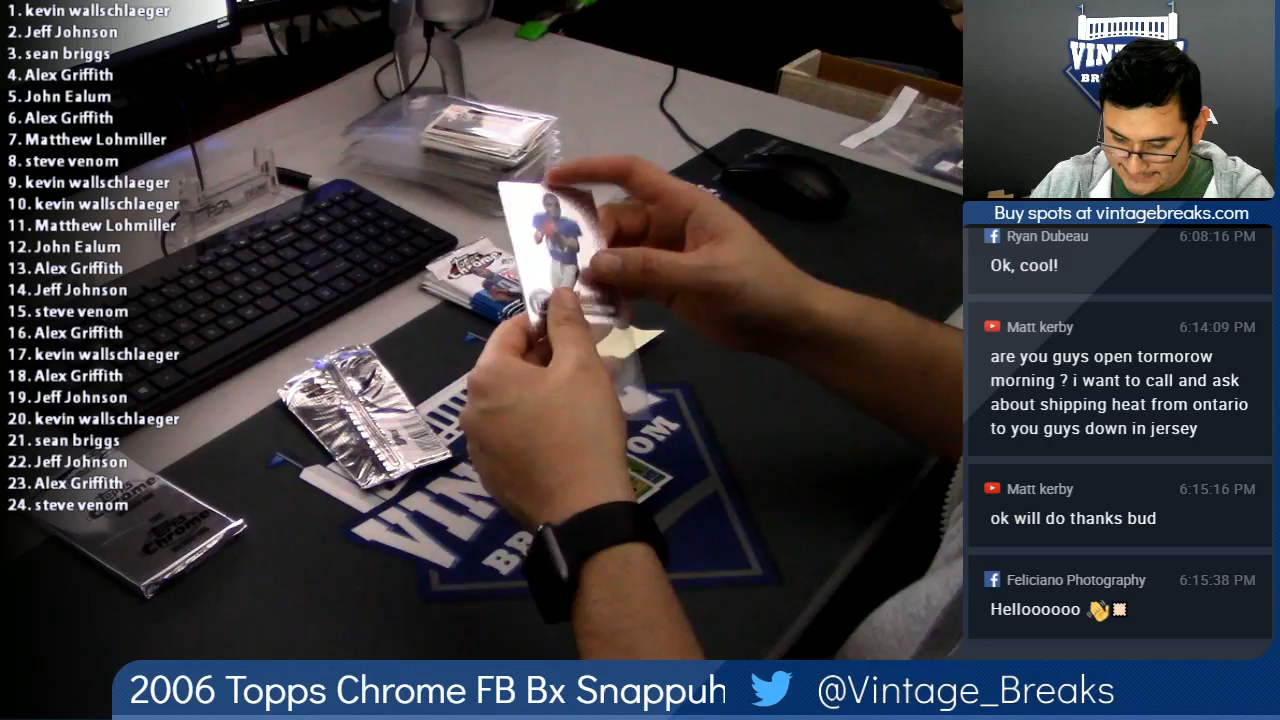 1. kevin wallschlaeger
2. Jeff Johnson
3. sean briggs
4. Alex Griffith
5. John Ealum
6. Alex Griffith
7. Matthew Lohmiller
8. steve venom
9. kevin wallschlaeger
10. kevin wallschlaeger
11. Matthew Lohmiller
12. John Ealum
13. Alex Griffith
14. Jeff Johnson
15. steve venom
16. Alex Griffith
17. kevin wallschlaeger
18. Alex Griffith
19. Jeff Johnson
20. kevin wallschlaeger
21. sean briggs
22. Jeff Johnson
23. Alex Griffith
24. steve venom
Chrome
VIN
BR
OM
VIN
BR
A
Buy spots at vintagebreaks.com
Ryan Dubeau 6:08:16 PM
Ok, cool!
Matt kerby 6:14:09 PM
are you guys open tormorow
morning ? i want to call and ask
about shipping heat from ontario
to you guys down in jersey
Matt kerby 6:15:16 PM
ok will do thanks bud
Feliciano Photography 6:15:38 PM
Helloooooo 👋🏻
2006 Topps Chrome FB Bx Snappuh
@Vintage_Breaks